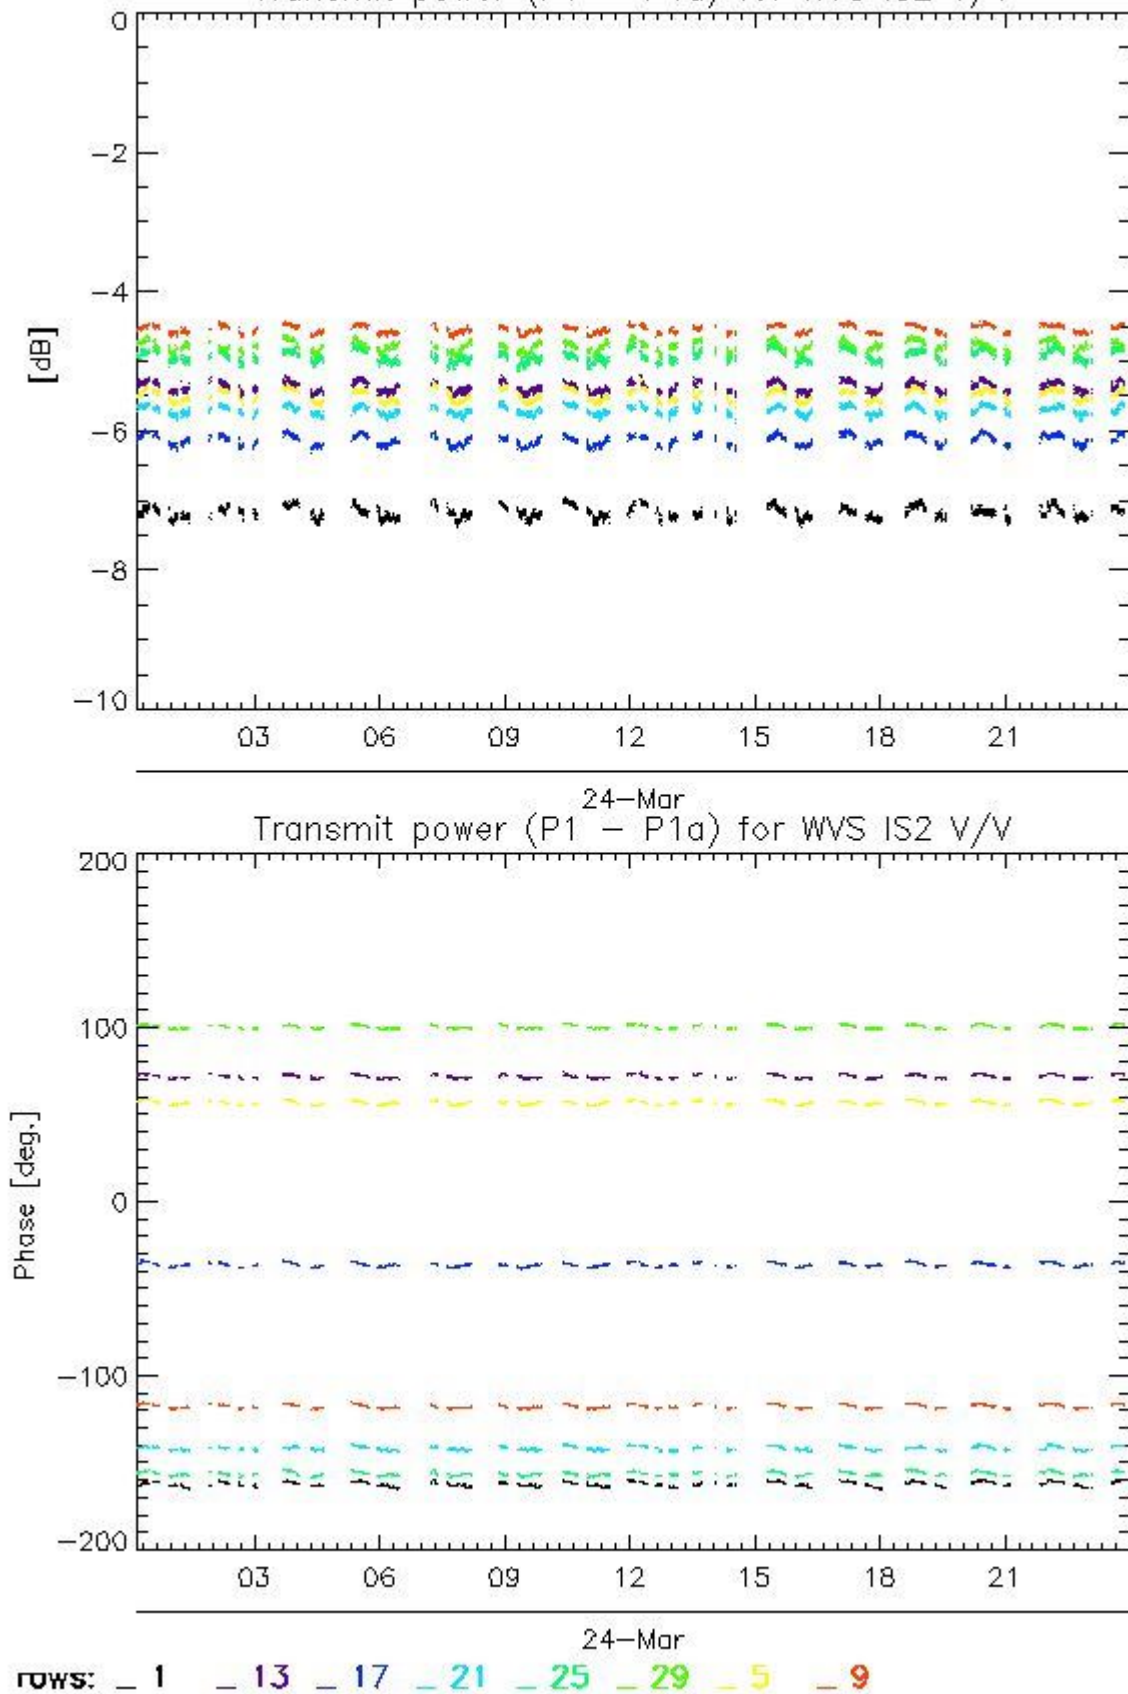 0
-2
-4
[dB]
-6
-8
-10
03 06 09 12 15 18 21
24-Mar
Transmit power (P1 - P1a) for WVS IS2 V/V
200
100
Phase [deg.]
0
-100
-200
03 06 09 12 15 18 21
24-Mar
rows: _ 1 _ 13 _ 17 _ 21 _ 25 _ 29 _ 5 _ 9